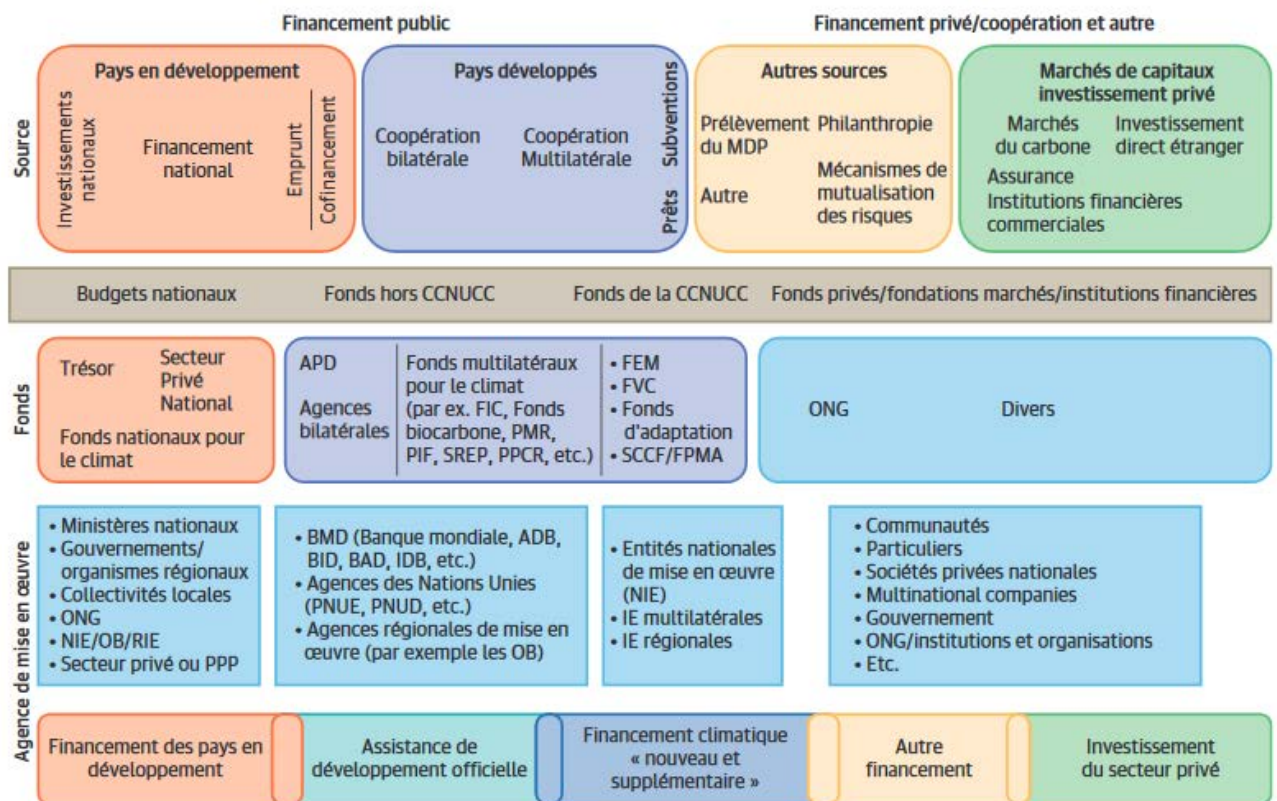 Financement public
Financement privé/coopération et autre
Source
Pays en développement
Investissements
nationaux
Financement
national
Emprunt
Cofinancement
Pays développés
Coopération
bilatérale
Coopération
Multilatérale
Prêts
Subventions
Autres sources
Prélèvement
du MDP
Philanthropie
Autre
Mécanismes de
mutualisation
des risques
Marchés de capitaux
investissement privé
Marchés
du carbone
Investissement
direct étranger
Assurance
Institutions financières
commerciales
Budgets nationaux
Fonds hors CCNUCC
Fonds de la CCNUCC
Fonds privés/fondations marchés/institutions financières
Fonds
Trésor
Secteur
Privé
National
Fonds nationaux pour
le climat
APD
Agences
bilatérales
Fonds multilatéraux
pour le climat
(par ex. FIC, Fonds
biocarbone, PMR,
PIF, SREP, PPCR, etc.)
• FEM
• FVC
• Fonds
d'adaptation
• SCCF/FPMA
ONG
Divers
Agence de mise en œuvre
• Ministères nationaux
• Gouvernements/
organismes régionaux
• Collectivités locales
• ONG
• NIE/OB/RIE
• Secteur privé ou PPP
• BMD (Banque mondiale, ADB,
BID, BAD, IDB, etc.)
• Agences des Nations Unies
(PNUE, PNUD, etc.)
• Agences régionales de mise en
œuvre (par exemple les OB)
• Entités nationales
de mise en œuvre
(NIE)
• IE multilatérales
• IE régionales
• Communautés
• Particuliers
• Sociétés privées nationales
• Multinational companies
• Gouvernement
• ONG/institutions et organisations
• Etc.
Financement des pays en
développement
Assistance de
développement officielle
Financement climatique
« nouveau et
supplémentaire »
Autre
financement
Investissement
du secteur privé